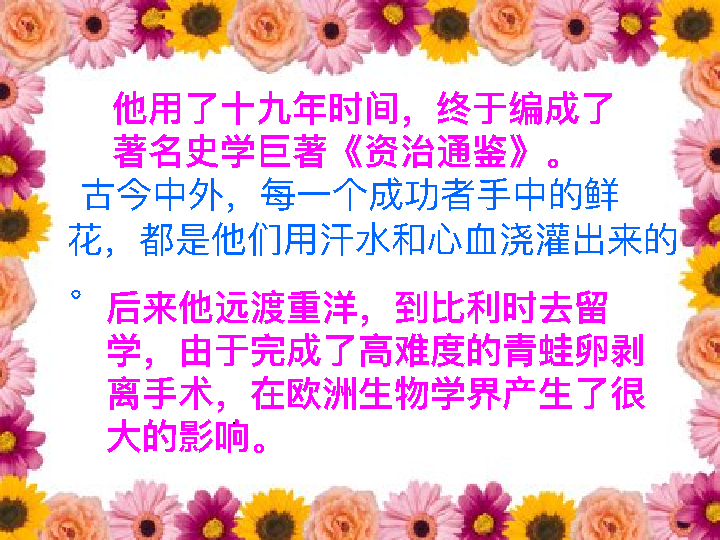 他用了十九年时间，终于编成了
著名史学巨著《资治通鉴》。
古今中外，每一个成功者手中的鲜
花，都是他们用汗水和心血浇灌出来的
。
后来他远渡重洋，到比利时去留
学，由于完成了高难度的青蛙卵剥
离手术，在欧洲生物学界产生了很
大的影响。